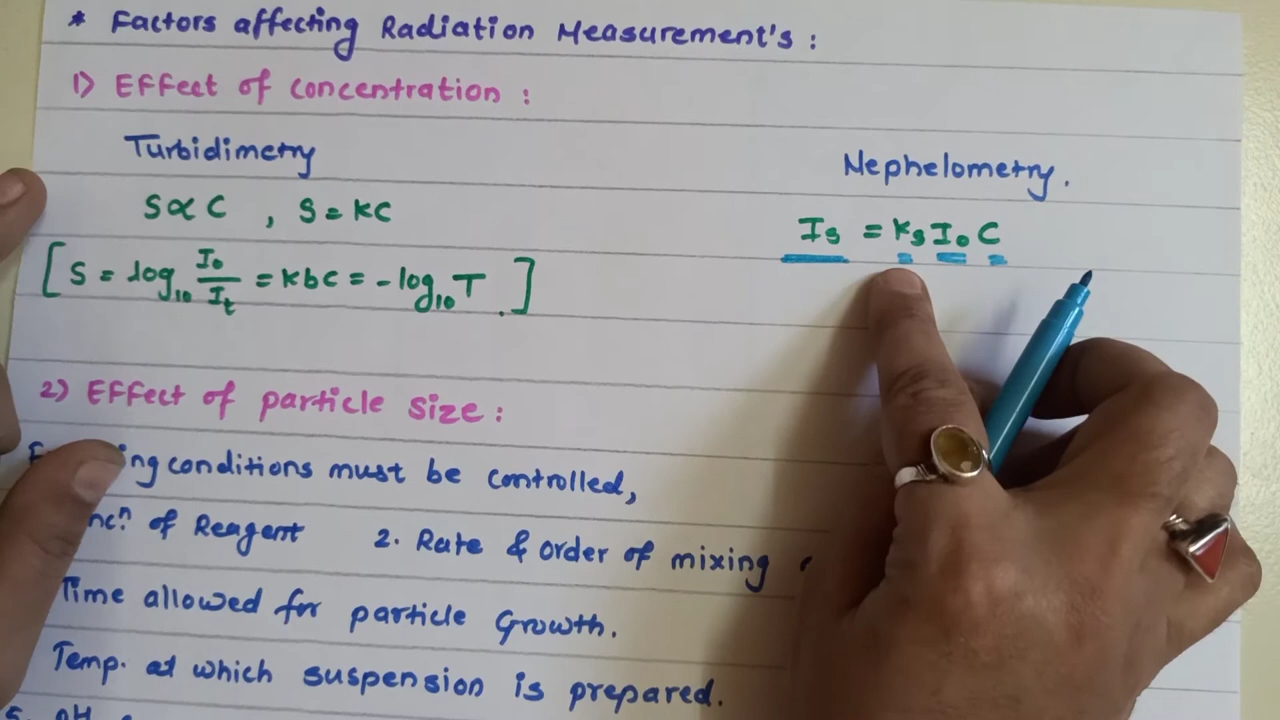 * Factors affecting Radiation Measurement's :
1) Effect of concentration :
Turbidimetry
S ∝ C , S = KC
[ S = log₁₀ I₀/Iₜ = kbc = -log₁₀ T . ]
Nephelometry.
Is = Ks I₀ C
2) Effect of particle size :
conditions must be controlled,
of Reagent 2. Rate & order of mixing
Time allowed for particle Growth.
Temp. at which suspension is prepared.
5. pH